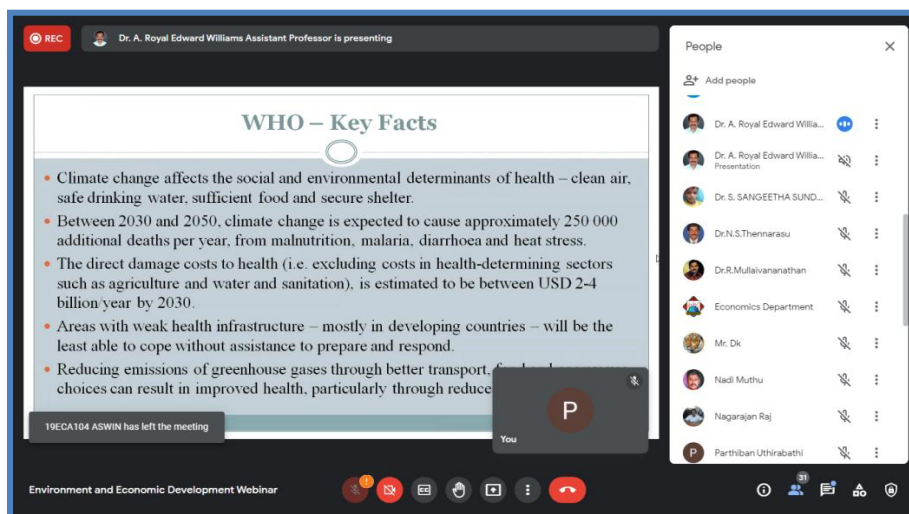 REC
Dr. A. Royal Edward Williams Assistant Professor is presenting
WHO – Key Facts
• Climate change affects the social and environmental determinants of health – clean air,
safe drinking water, sufficient food and secure shelter.
• Between 2030 and 2050, climate change is expected to cause approximately 250 000
additional deaths per year, from malnutrition, malaria, diarrhoea and heat stress.
• The direct damage costs to health (i.e. excluding costs in health-determining sectors
such as agriculture and water and sanitation), is estimated to be between USD 2-4
billion/year by 2030.
• Areas with weak health infrastructure – mostly in developing countries – will be the
least able to cope without assistance to prepare and respond.
• Reducing emissions of greenhouse gases through better transport,
choices can result in improved health, particularly through reduce
19ECA104 ASWIN has left the meeting
P
You
Environment and Economic Development Webinar
CC
31
People
Add people
Dr. A. Royal Edward Willia...
Dr. A. Royal Edward Willia...
Presentation
Dr. S. SANGEETHA SUND...
Dr.N.S.Thennarasu
Dr.R.Mullaivananathan
Economics Department
Mr. Dk
Nadi Muthu
Nagarajan Raj
P
Parthiban Uthirabathi